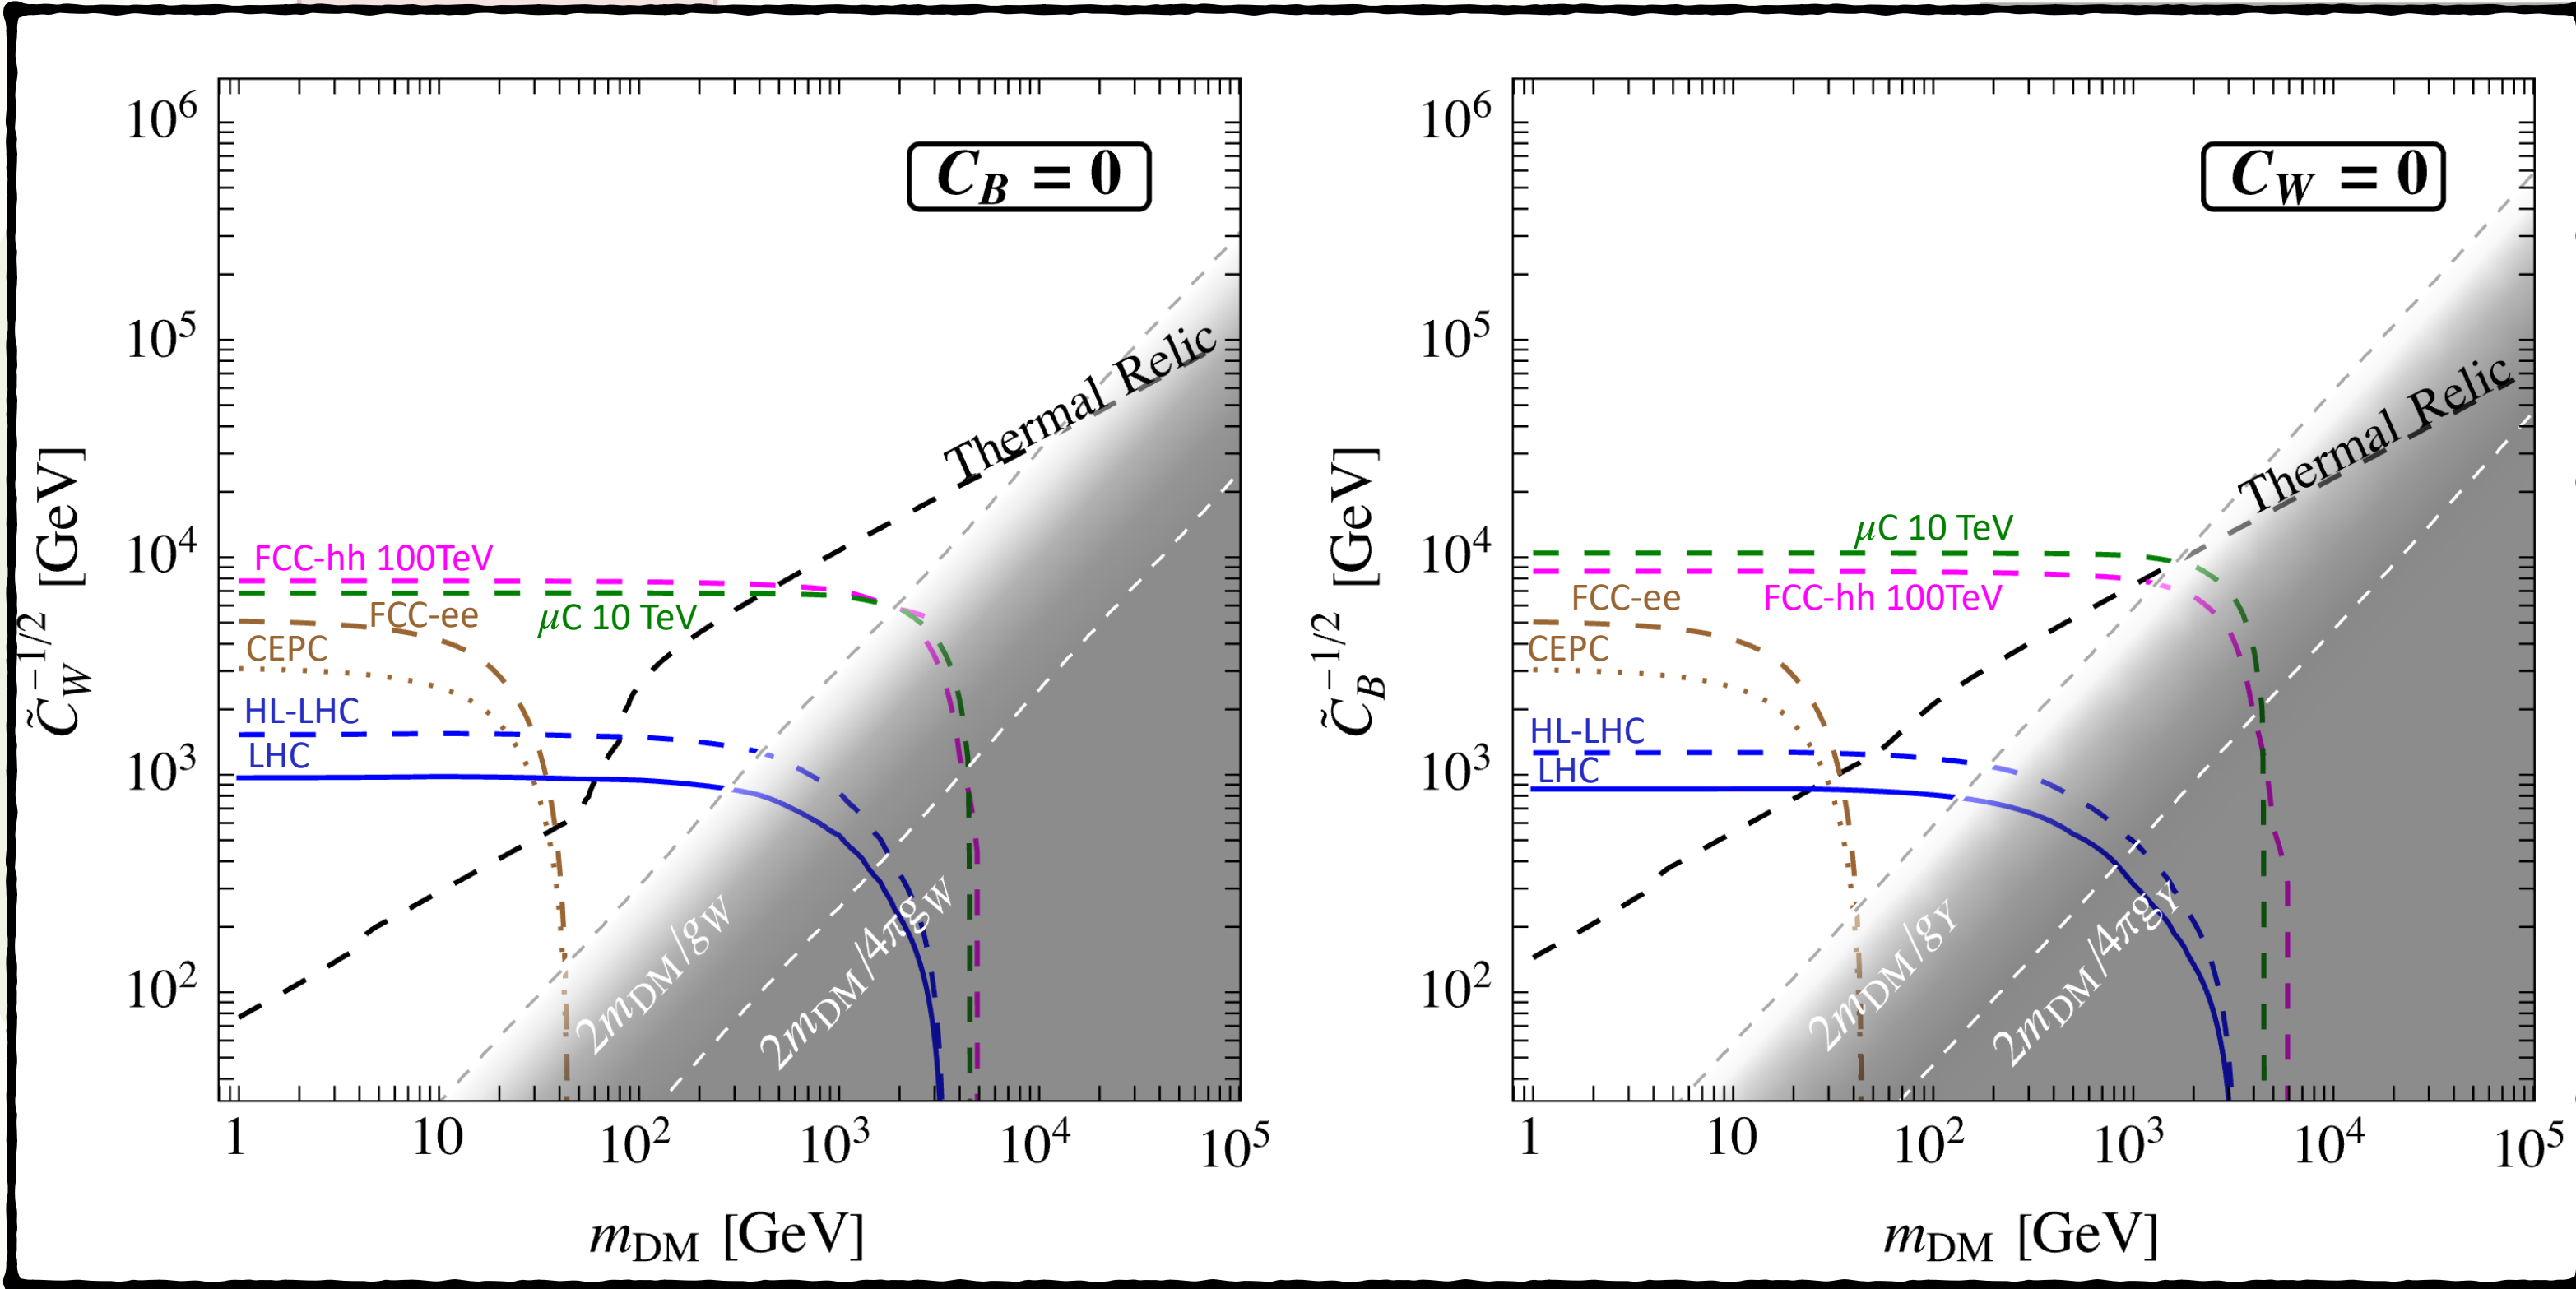 C_B = 0
10^6
10^5
10^4
10^3
10^2
C̃_W^{-1/2} [GeV]
Thermal Relic
FCC-hh 100TeV
μC 10 TeV
FCC-ee
CEPC
HL-LHC
LHC
2m_DM/g_W
2m_DM/4πg_W
1 10 10^2 10^3 10^4 10^5
m_DM [GeV]
C_W = 0
10^6
10^5
10^4
10^3
10^2
C̃_B^{-1/2} [GeV]
Thermal Relic
μC 10 TeV
FCC-hh 100TeV
FCC-ee
CEPC
HL-LHC
LHC
2m_DM/g_Y
2m_DM/4πg_Y
1 10 10^2 10^3 10^4 10^5
m_DM [GeV]